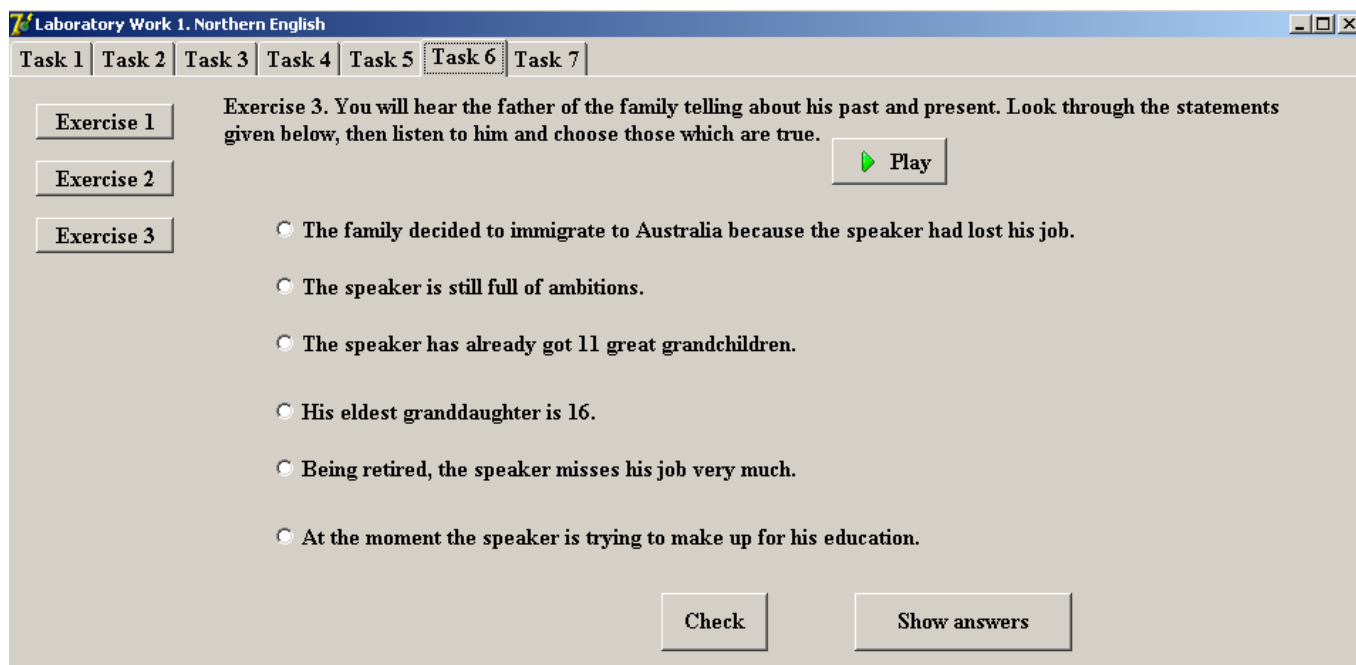 Laboratory Work 1. Northern English
Task 1 Task 2 Task 3 Task 4 Task 5 Task 6 Task 7
Exercise 1
Exercise 2
Exercise 3
Exercise 3. You will hear the father of the family telling about his past and present. Look through the statements
given below, then listen to him and choose those which are true.
Play
The family decided to immigrate to Australia because the speaker had lost his job.
The speaker is still full of ambitions.
The speaker has already got 11 great grandchildren.
His eldest granddaughter is 16.
Being retired, the speaker misses his job very much.
At the moment the speaker is trying to make up for his education.
Check
Show answers